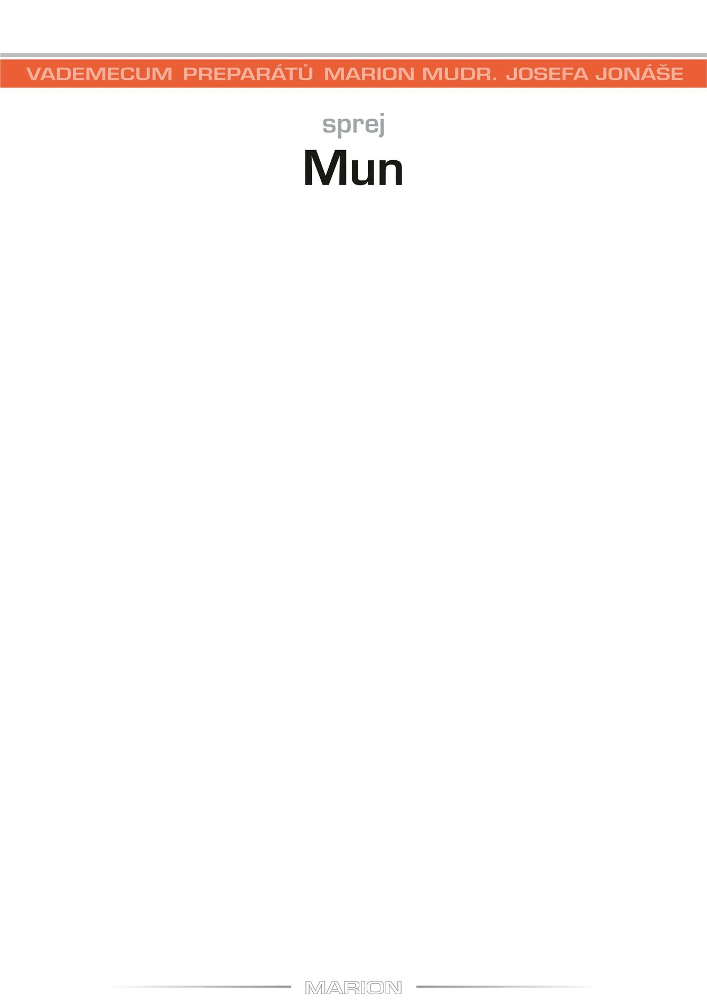 VADEMECUM PREPARÁTŮ MARION MUDR. JOSEFA JONÁŠE
sprej
Mun
MARION